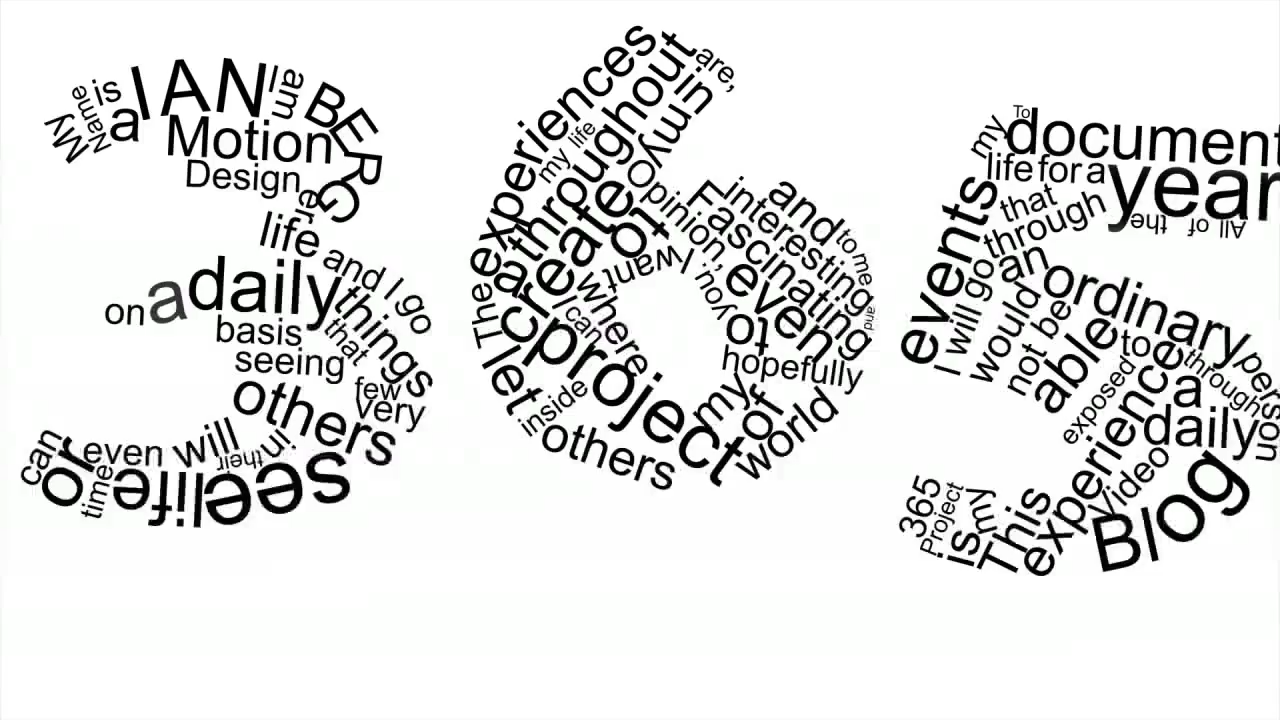 My
Name
is
IAN
BERG
I am
a
Motion
Designer
life and I go
on a daily
basis
things
that
seeing
few
very
others
can
even will
in
their
or
time
see life
The experiences
throughout
my life
are,
in
my
Opinion,
Fascinating
interesting
and
to me
and
a
create
to
I want
where
I can
you,
even
to
hopefully
let
project
my
of
world
inside
others
To
document
my
life for a
year
All of the
events
that
through
I will go
an
ordinary
person
would
not be
able
to
exposed
through
experience
a
daily
Video
Blog
This
is
my
365
Project